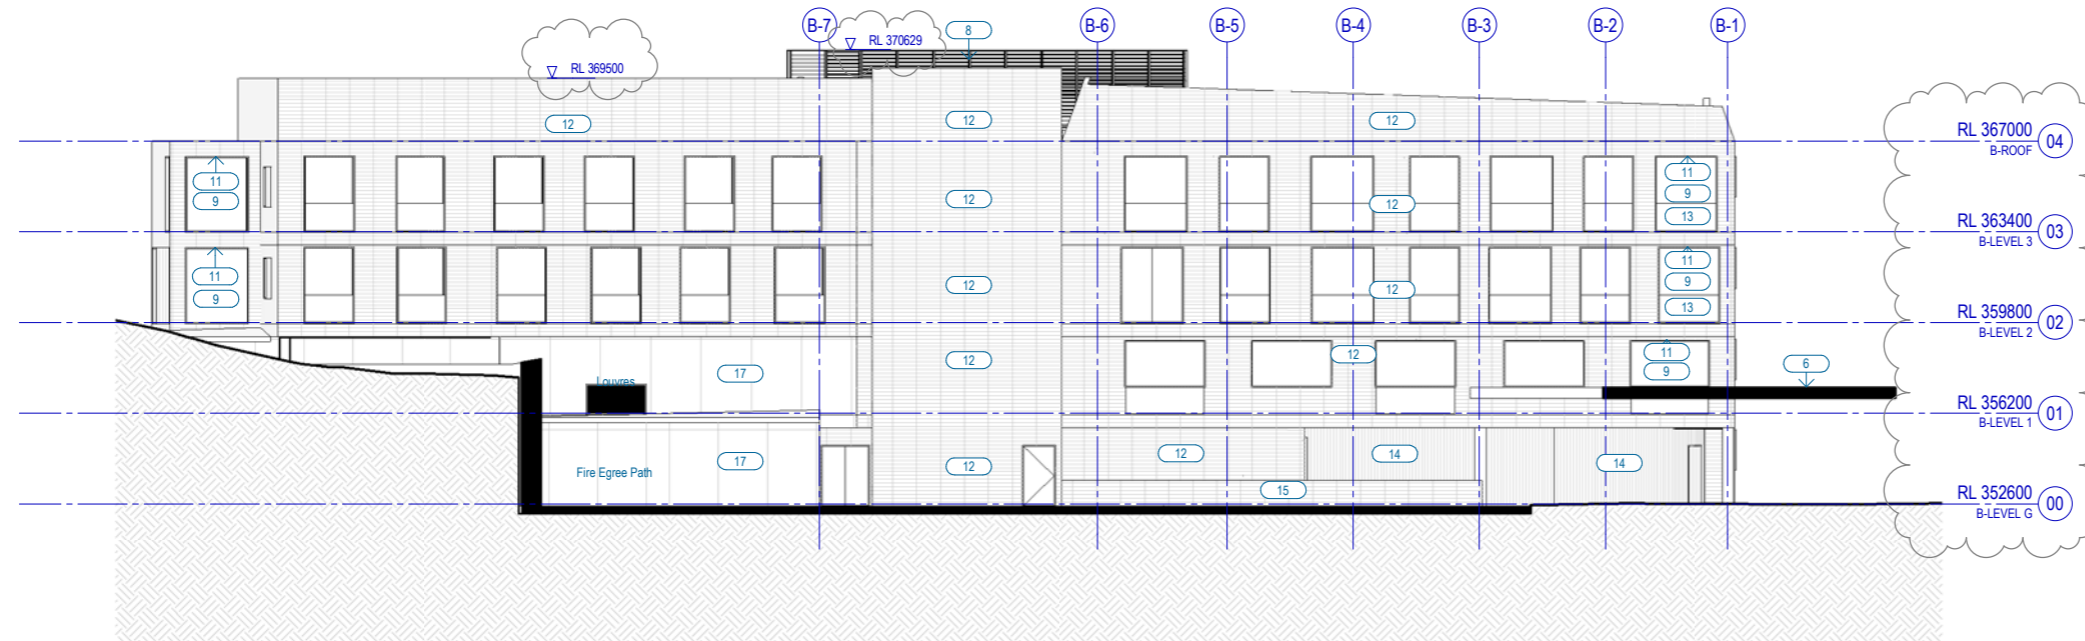 B-7
8
B-6
B-5
B-4
B-3
B-2
B-1
RL 370629
RL 369500
12
12
12
RL 367000
04
B-ROOF
11
9
12
12
11
9
13
RL 363400
03
B-LEVEL 3
11
9
12
12
11
9
13
RL 359800
02
B-LEVEL 2
12
12
11
9
6
Louvres
17
RL 356200
01
B-LEVEL 1
Fire Egree Path
17
12
12
14
14
15
RL 352600
00
B-LEVEL G